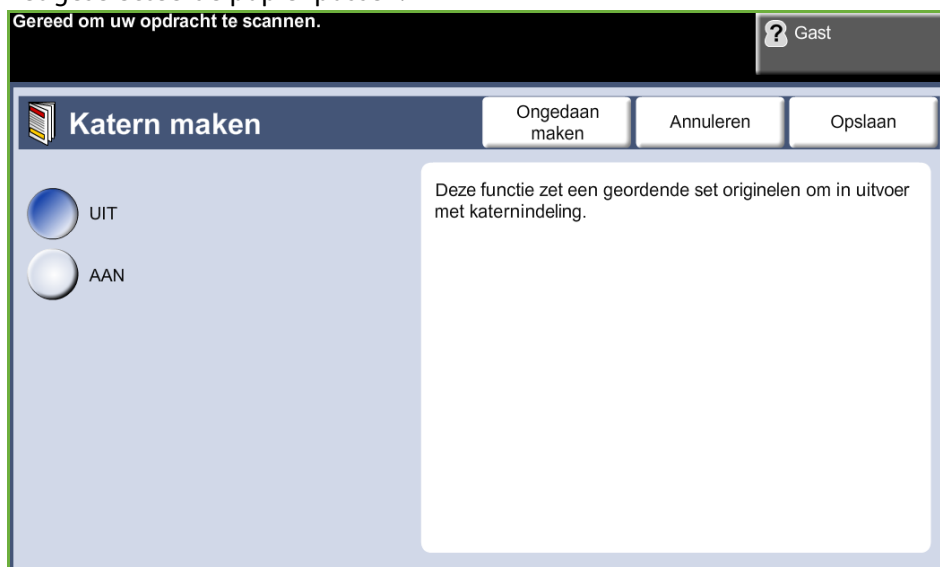 Gereed om uw opdracht te scannen.
? Gast
Katern maken
Ongedaan
maken
Annuleren
Opslaan
UIT
AAN
Deze functie zet een geordende set originelen om in uitvoer
met katernindeling.